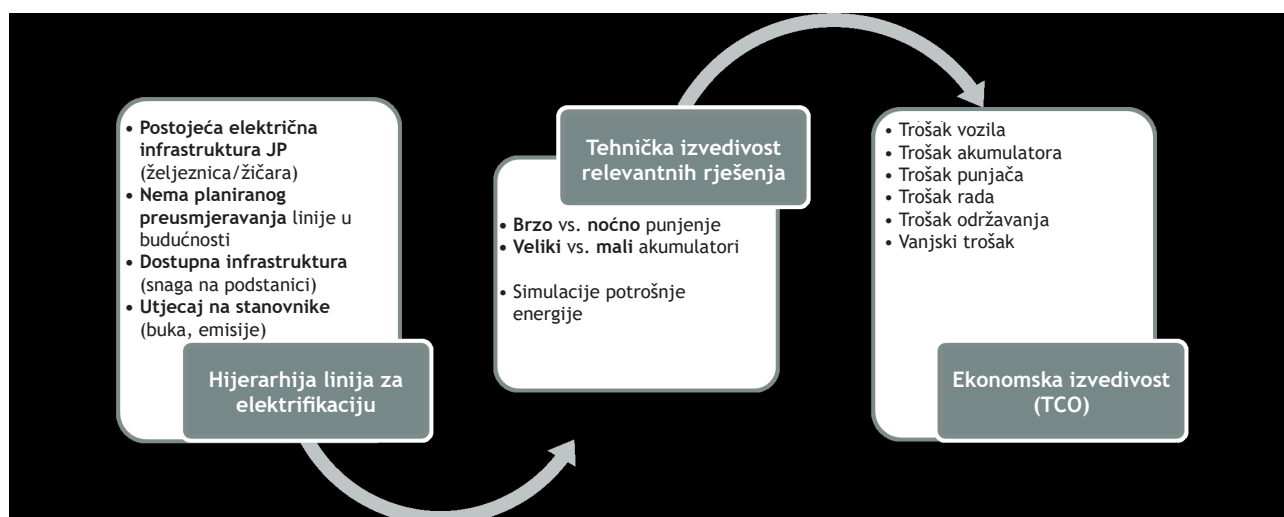 • Postojeća električna
infrastruktura JP
(željeznica/žičara)
• Nema planiranog
preusmjeravanja linije u
budućnosti
• Dostupna infrastruktura
(snaga na podstanici)
• Utjecaj na stanovnike
(buka, emisije)
Hijerarhija linija za
elektrifikaciju
Tehnička izvedivost
relevantnih rješenja
• Brzo vs. noćno punjenje
• Veliki vs. mali akumulatori
• Simulacije potrošnje
energije
• Trošak vozila
• Trošak akumulatora
• Trošak punjača
• Trošak rada
• Trošak održavanja
• Vanjski trošak
Ekonomska izvedivost
(TCO)